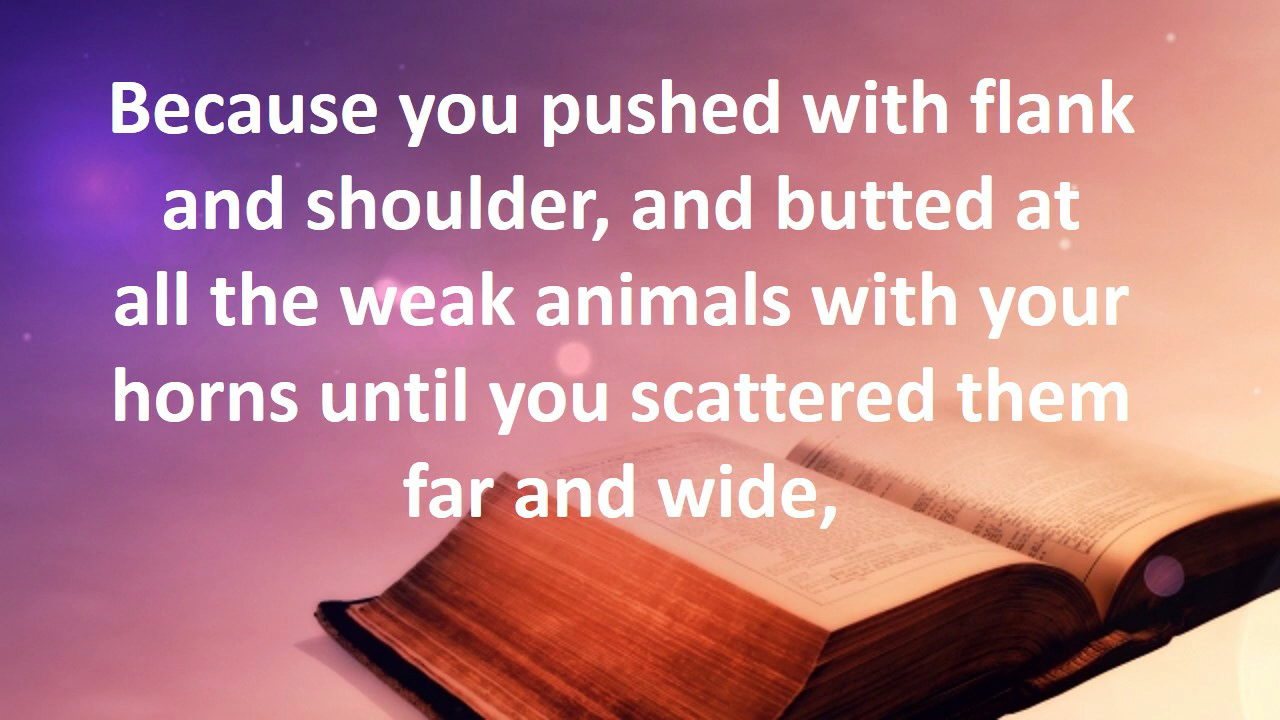 Because you pushed with flank
and shoulder, and butted at
all the weak animals with your
horns until you scattered them
far and wide,